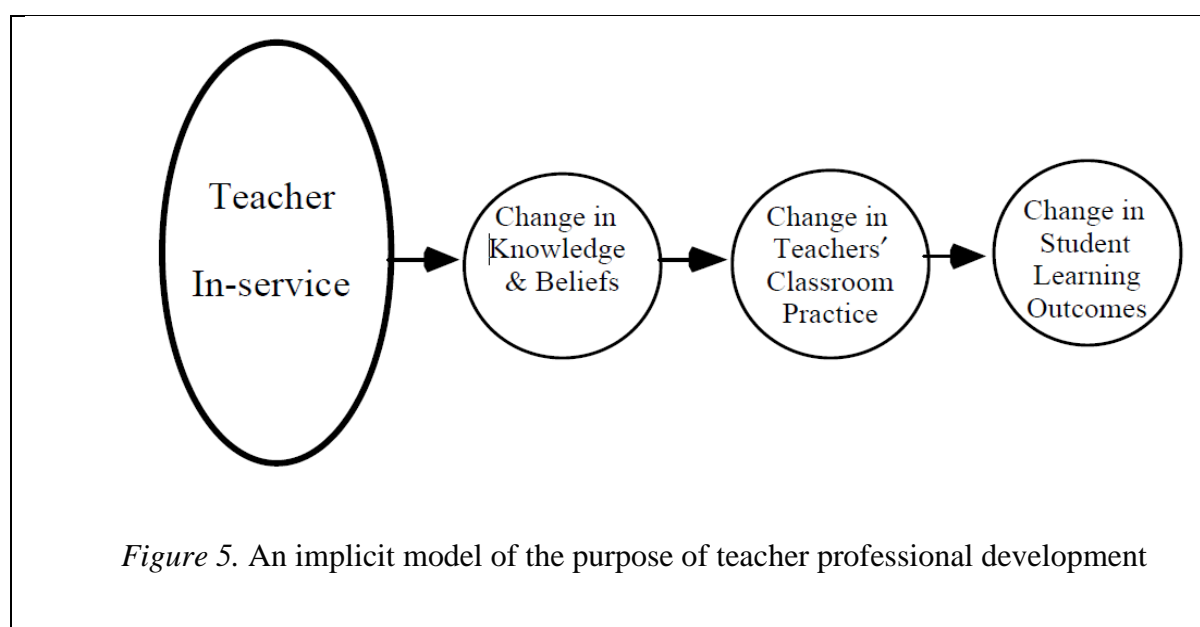 Teacher
In-service
Change in
Knowledge
& Beliefs
Change in
Teachers′
Classroom
Practice
Change in
Student
Learning
Outcomes
Figure 5. An implicit model of the purpose of teacher professional development